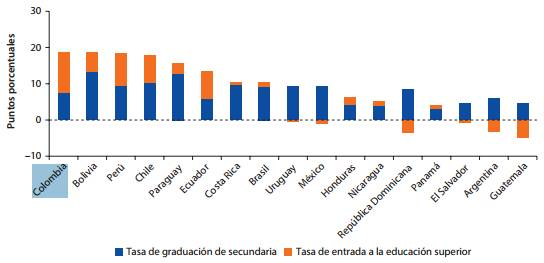 Puntos porcentuales
30
20
10
0
–10
Colombia
Bolivia
Perú
Chile
Paraguay
Ecuador
Costa Rica
Brasil
Uruguay
México
Honduras
Nicaragua
República Dominicana
Panamá
El Salvador
Argentina
Guatemala
Tasa de graduación de secundaria Tasa de entrada a la educación superior